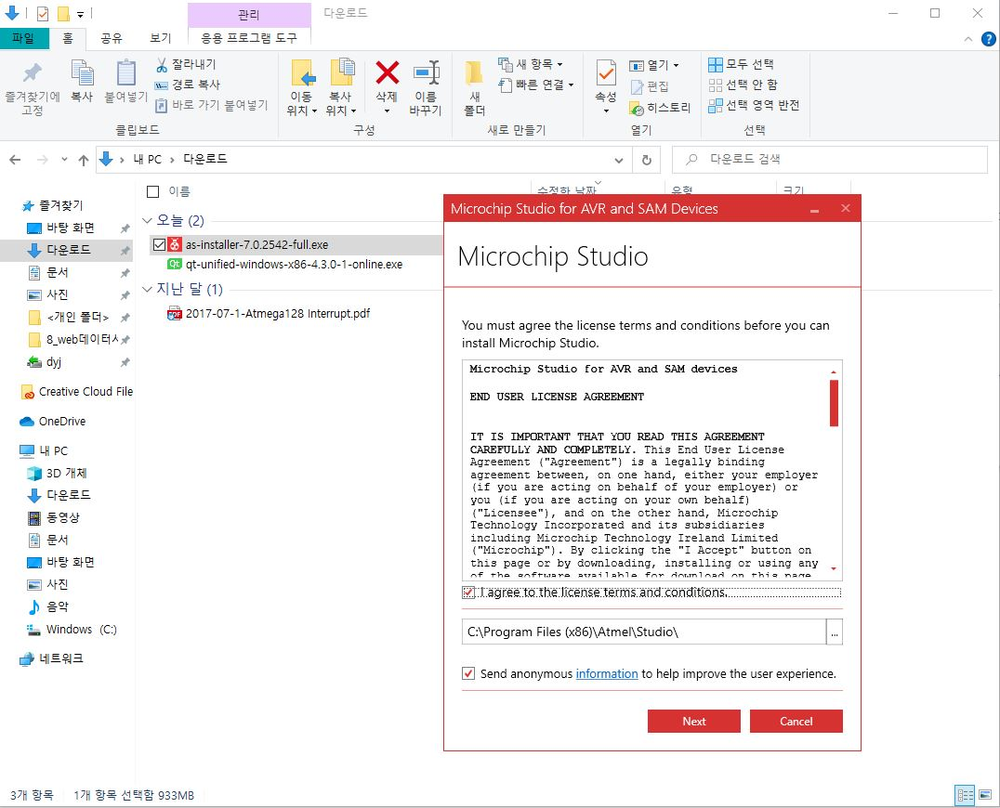 관리
다운로드
파일
홈
공유
보기
응용 프로그램 도구
즐겨찾기에
고정
복사
붙여넣기
잘라내기
경로 복사
바로 가기 붙여넣기
클립보드
이동
위치
복사
위치
삭제
이름
바꾸기
구성
새
폴더
새 항목
빠른 연결
새로 만들기
속성
열기
편집
히스토리
열기
모두 선택
선택 안 함
선택 영역 반전
선택
내 PC > 다운로드
다운로드 검색
이름
수정한 날짜
유형
크기
즐겨찾기
바탕 화면
다운로드
문서
사진
<개인 폴더>
8_web데이터시
dyj
Creative Cloud File
OneDrive
내 PC
3D 개체
다운로드
동영상
문서
바탕 화면
사진
음악
Windows (C:)
네트워크
오늘 (2)
as-installer-7.0.2542-full.exe
qt-unified-windows-x86-4.3.0-1-online.exe
지난 달 (1)
2017-07-1-Atmega128 Interrupt.pdf
Microchip Studio for AVR and SAM Devices
Microchip Studio
You must agree the license terms and conditions before you can
install Microchip Studio.
Microchip Studio for AVR and SAM devices
END USER LICENSE AGREEMENT
IT IS IMPORTANT THAT YOU READ THIS AGREEMENT
CAREFULLY AND COMPLETELY. This End User License
Agreement ("Agreement") is a legally binding
agreement between, on one hand, either your employer
(if you are acting on behalf of your employer) or
you (if you are acting on your own behalf)
("Licensee"), and on the other hand, Microchip
Technology Incorporated and its subsidiaries
including Microchip Technology Ireland Limited
("Microchip"). By clicking the "I Accept" button on
this page or by downloading, installing or using any
of the software available for download on this page
I agree to the license terms and conditions.
C:\Program Files (x86)\Atmel\Studio\
...
Send anonymous information to help improve the user experience.
Next
Cancel
3개 항목
1개 항목 선택함 933MB